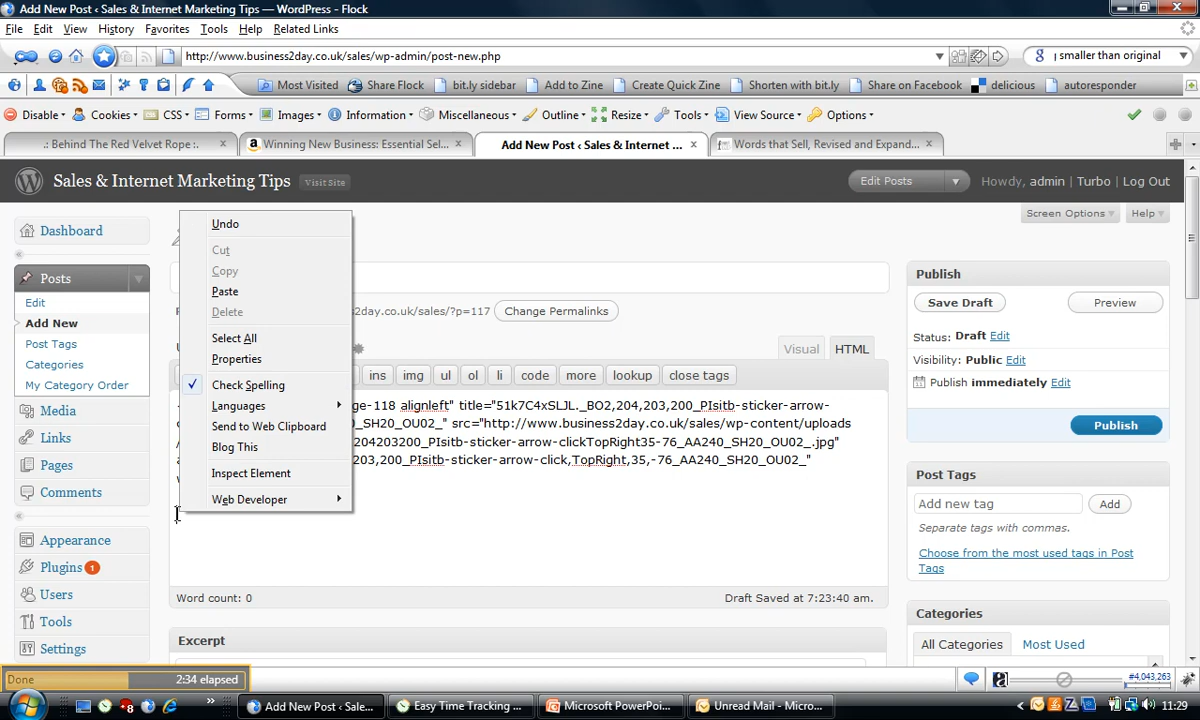 Add New Post ‹ Sales & Internet Marketing Tips — WordPress - Flock
File Edit View History Favorites Tools Help Related Links
http://www.business2day.co.uk/sales/wp-admin/post-new.php
smaller than original
Most Visited Share Flock bit.ly sidebar Add to Zine Create Quick Zine Shorten with bit.ly Share on Facebook delicious autoresponder
Disable Cookies CSS Forms Images Information Miscellaneous Outline Resize Tools View Source Options
.: Behind The Red Velvet Rope :.
Winning New Business: Essential Sel...
Add New Post ‹ Sales & Internet ...
Words that Sell, Revised and Expand...
Sales & Internet Marketing Tips
Visit Site
Edit Posts
Howdy, admin | Turbo | Log Out
Screen Options
Help
Dashboard
Posts
Edit
Add New
Post Tags
Categories
My Category Order
Media
Links
Pages
Comments
Appearance
Plugins 1
Users
Tools
Settings
Undo
Cut
Copy
Paste
Delete
Select All
Properties
Check Spelling
Languages
Send to Web Clipboard
Blog This
Inspect Element
Web Developer
2day.co.uk/sales/?p=117
Change Permalinks
Visual
HTML
ins img ul ol li code more lookup close tags
ge-118 alignleft" title="51k7C4xSLJL._BO2,204,203,200_PIsitb-sticker-arrow-
0_SH20_OU02_" src="http://www.business2day.co.uk/sales/wp-content/uploads
204203200_PIsitb-sticker-arrow-clickTopRight35-76_AA240_SH20_OU02_.jpg"
203,200_PIsitb-sticker-arrow-click,TopRight,35,-76_AA240_SH20_OU02_"
Word count: 0
Draft Saved at 7:23:40 am.
Excerpt
Publish
Save Draft
Preview
Status: Draft Edit
Visibility: Public Edit
Publish immediately Edit
Publish
Post Tags
Add new tag
Add
Separate tags with commas.
Choose from the most used tags in Post
Tags
Categories
All Categories
Most Used
Done
2:34 elapsed
#4,043,263
Add New Post ‹ Sale...
Easy Time Tracking ...
Microsoft PowerPoi...
Unread Mail - Micro...
11:29